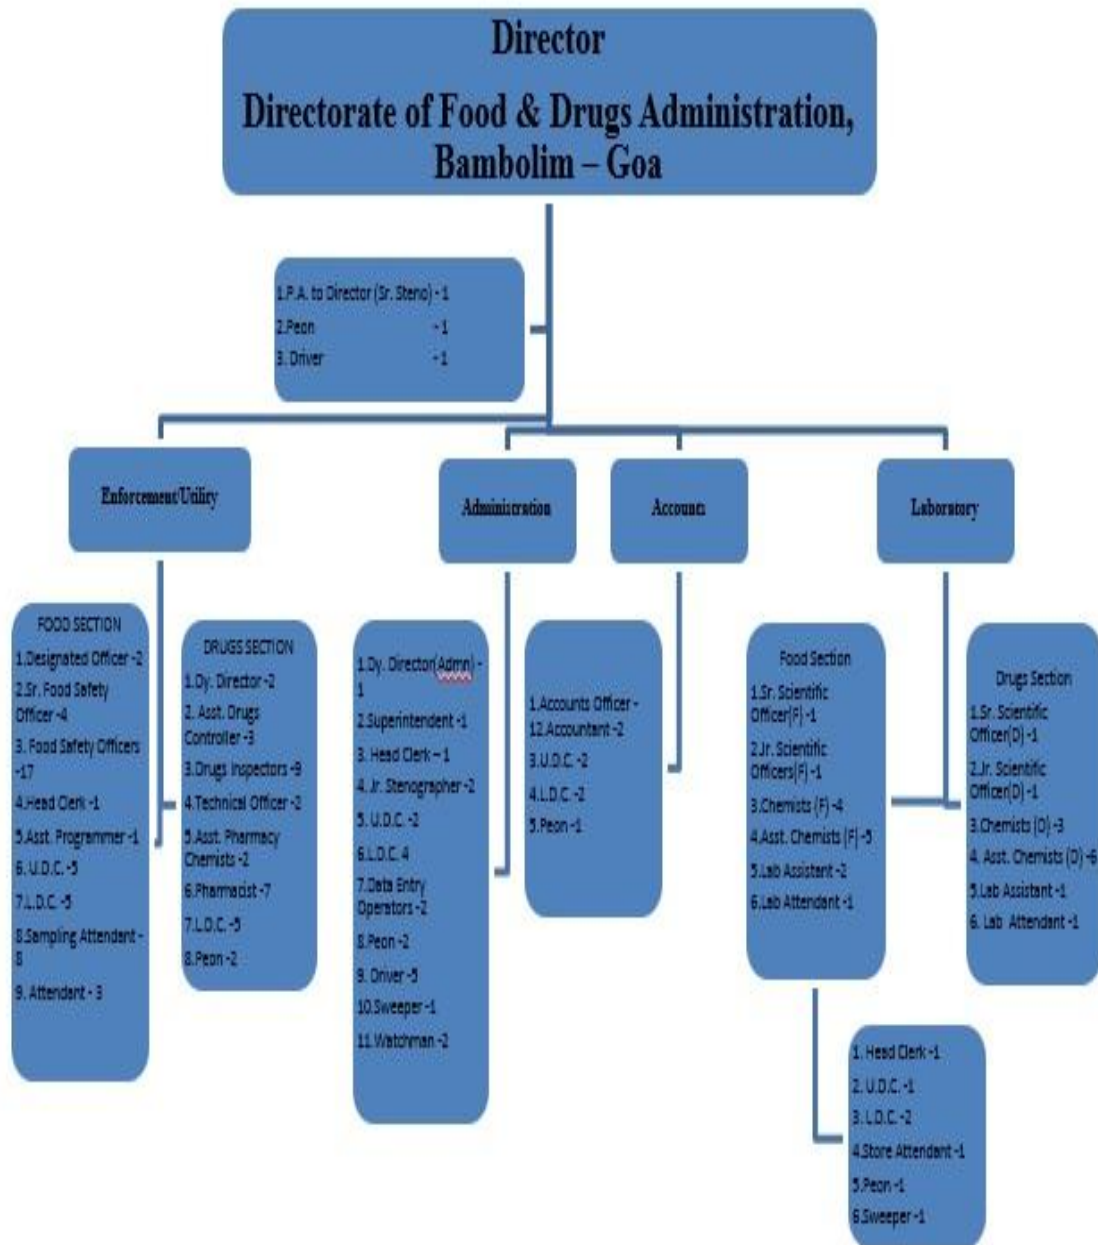 Director
Directorate of Food & Drugs Administration,
Bambolim – Goa
1.P.A. to Director (Sr. Steno) - 1
2.Peon - 1
3. Driver - 1
Enforcement/Utility
Administration
Accounts
Laboratory
FOOD SECTION
1.Designated Officer -2
2.Sr. Food Safety
Officer -4
3. Food Safety Officers
-17
4.Head Clerk -1
5.Asst. Programmer -1
6. U.D.C. -5
7.L.D.C. -5
8.Sampling Attendant -
8
9. Attendant - 3
DRUGS SECTION
1.Dy. Director -2
2. Asst. Drugs
Controller -3
3.Drugs Inspectors -9
4.Technical Officer -2
5.Asst. Pharmacy
Chemists -2
6.Pharmacist -7
7.L.D.C. -5
8.Peon -2
1.Dy. Director(Admn) -
1
2.Superintendent -1
3. Head Clerk – 1
4. Jr. Stenographer -2
5. U.D.C. -2
6.L.D.C. 4
7.Data Entry
Operators -2
8.Peon -2
9. Driver -5
10.Sweeper -1
11.Watchman -2
1.Accounts Officer -
12.Accountant -2
3.U.D.C. -2
4.L.D.C. -2
5.Peon -1
Food Section
1.Sr. Scientific
Officer(F) -1
2.Jr. Scientific
Officers(F) -1
3.Chemists (F) -4
4.Asst. Chemists (F) -5
5.Lab Assistant -2
6.Lab Attendant -1
Drugs Section
1.Sr. Scientific
Officer(D) -1
2.Jr. Scientific
Officer(D) -1
3.Chemists (D) -3
4. Asst. Chemists (D) -6
5.Lab Assistant -1
6. Lab Attendant -1
1. Head Clerk -1
2. U.D.C. -1
3. L.D.C. -2
4.Store Attendant -1
5.Peon -1
6.Sweeper -1